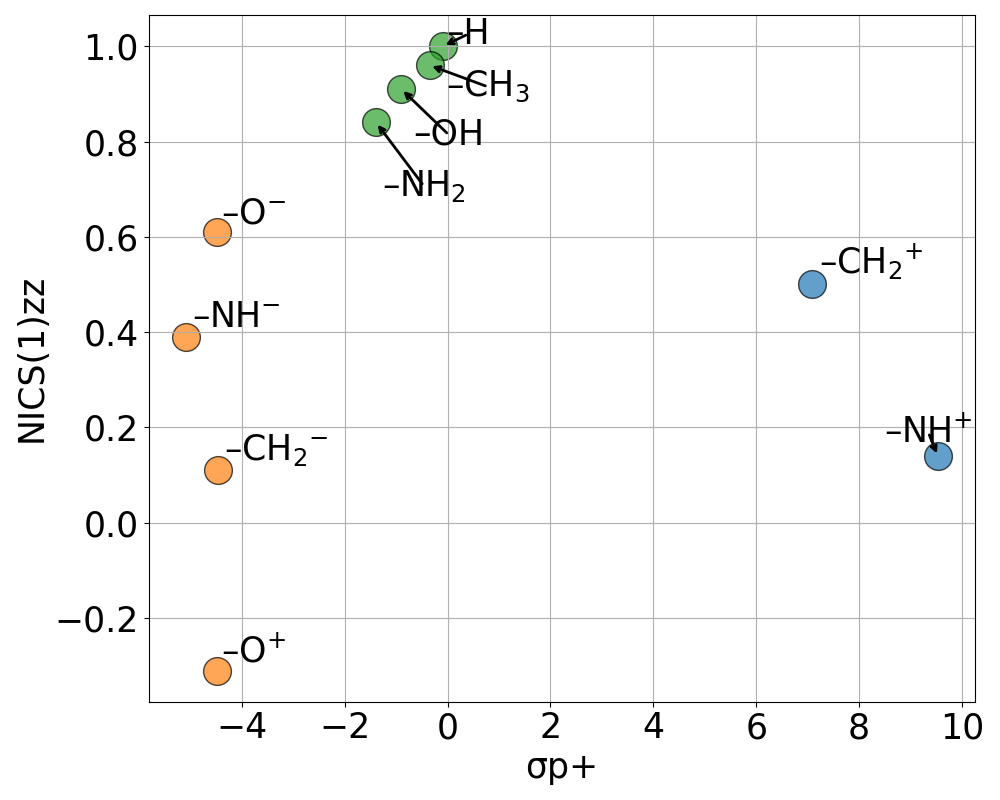 1.0
0.8
0.6
0.4
0.2
0.0
−0.2
−4
−2
0
2
4
6
8
10
NICS(1)zz
σp+
–H
–CH₃
–OH
–NH₂
–O⁻
–CH₂⁺
–NH⁻
–NH⁺
–CH₂⁻
–O⁺